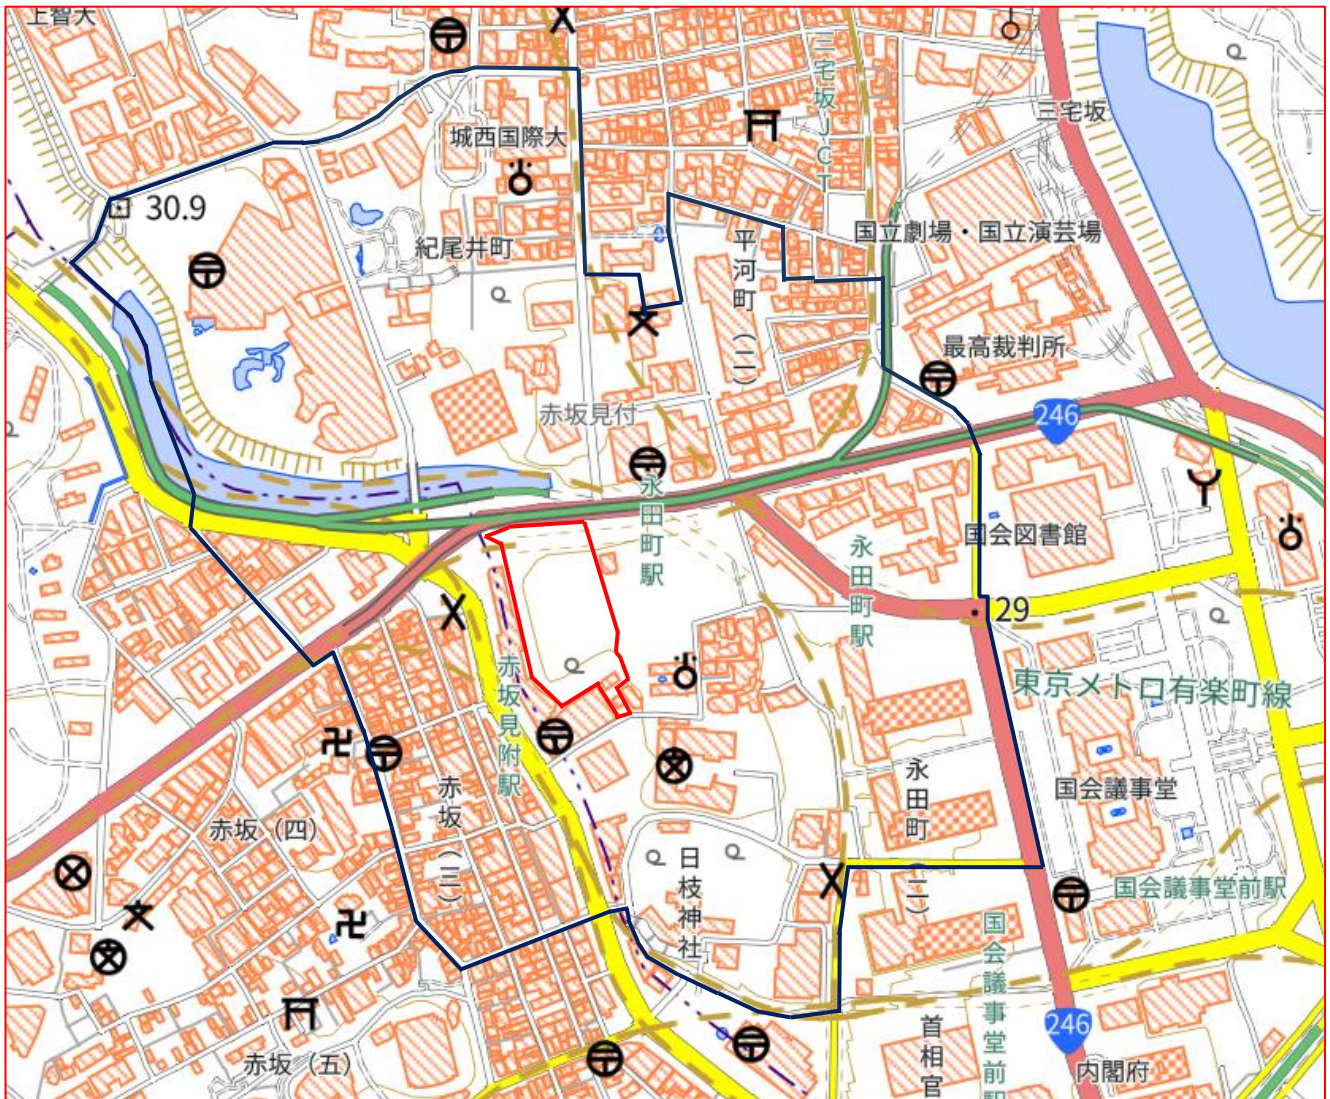 上智大
三宅坂JCT
三宅坂
城西国際大
30.9
紀尾井町
平河町(二)
国立劇場・国立演芸場
最高裁判所
赤坂見付
246
永田町駅
国会図書館
永田町駅
29
赤坂見附駅
東京メトロ有楽町線
赤坂(三)
永田町(二)
国会議事堂
赤坂(四)
日枝神社
国会議事堂前駅
国会議事堂前駅
246
首相官
赤坂(五)
内閣府